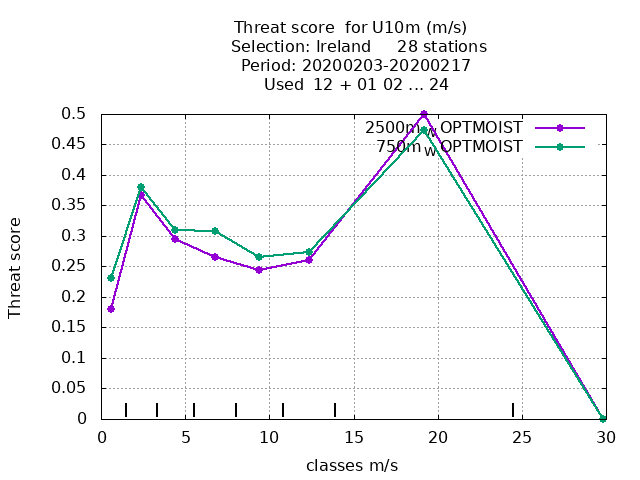 Threat score for U10m (m/s)
Selection: Ireland 28 stations
Period: 20200203-20200217
Used 12 + 01 02 ... 24
0.5
0.45
0.4
0.35
0.3
0.25
0.2
0.15
0.1
0.05
0
Threat score
2500m_W OPTMOIST
750m_W OPTMOIST
0 5 10 15 20 25 30
classes m/s